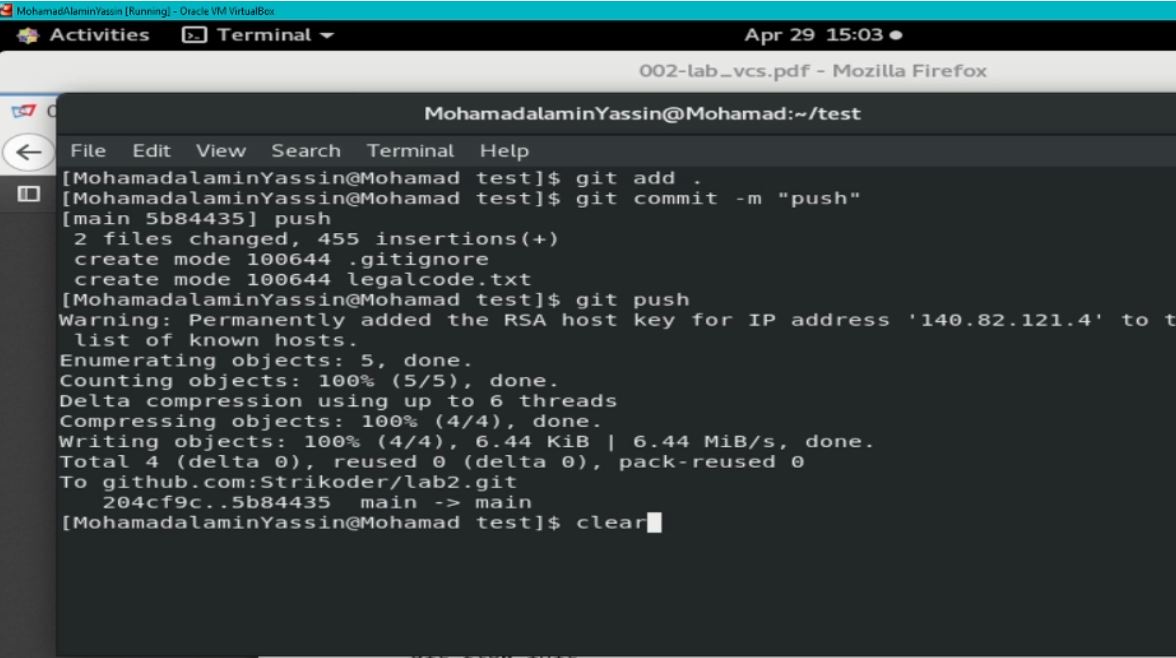 MohamadAlaminYassin [Running] - Oracle VM VirtualBox
Activities Terminal Apr 29 15:03
002-lab_vcs.pdf - Mozilla Firefox
MohamadalaminYassin@Mohamad:~/test
File Edit View Search Terminal Help
[MohamadalaminYassin@Mohamad test]$ git add .
[MohamadalaminYassin@Mohamad test]$ git commit -m "push"
[main 5b84435] push
2 files changed, 455 insertions(+)
create mode 100644 .gitignore
create mode 100644 legalcode.txt
[MohamadalaminYassin@Mohamad test]$ git push
Warning: Permanently added the RSA host key for IP address '140.82.121.4' to t
list of known hosts.
Enumerating objects: 5, done.
Counting objects: 100% (5/5), done.
Delta compression using up to 6 threads
Compressing objects: 100% (4/4), done.
Writing objects: 100% (4/4), 6.44 KiB | 6.44 MiB/s, done.
Total 4 (delta 0), reused 0 (delta 0), pack-reused 0
To github.com:Strikoder/lab2.git
204cf9c..5b84435 main -> main
[MohamadalaminYassin@Mohamad test]$ clear